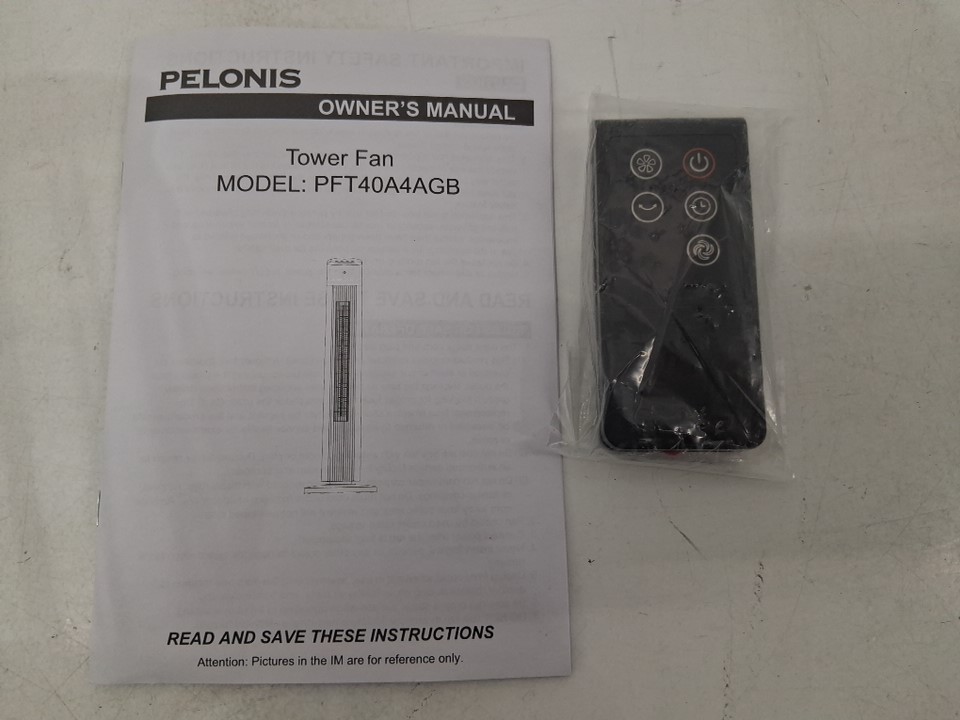 PELONIS
OWNER'S MANUAL
Tower Fan
MODEL: PFT40A4AGB
READ AND SAVE THESE INSTRUCTIONS
Attention: Pictures in the IM are for reference only.